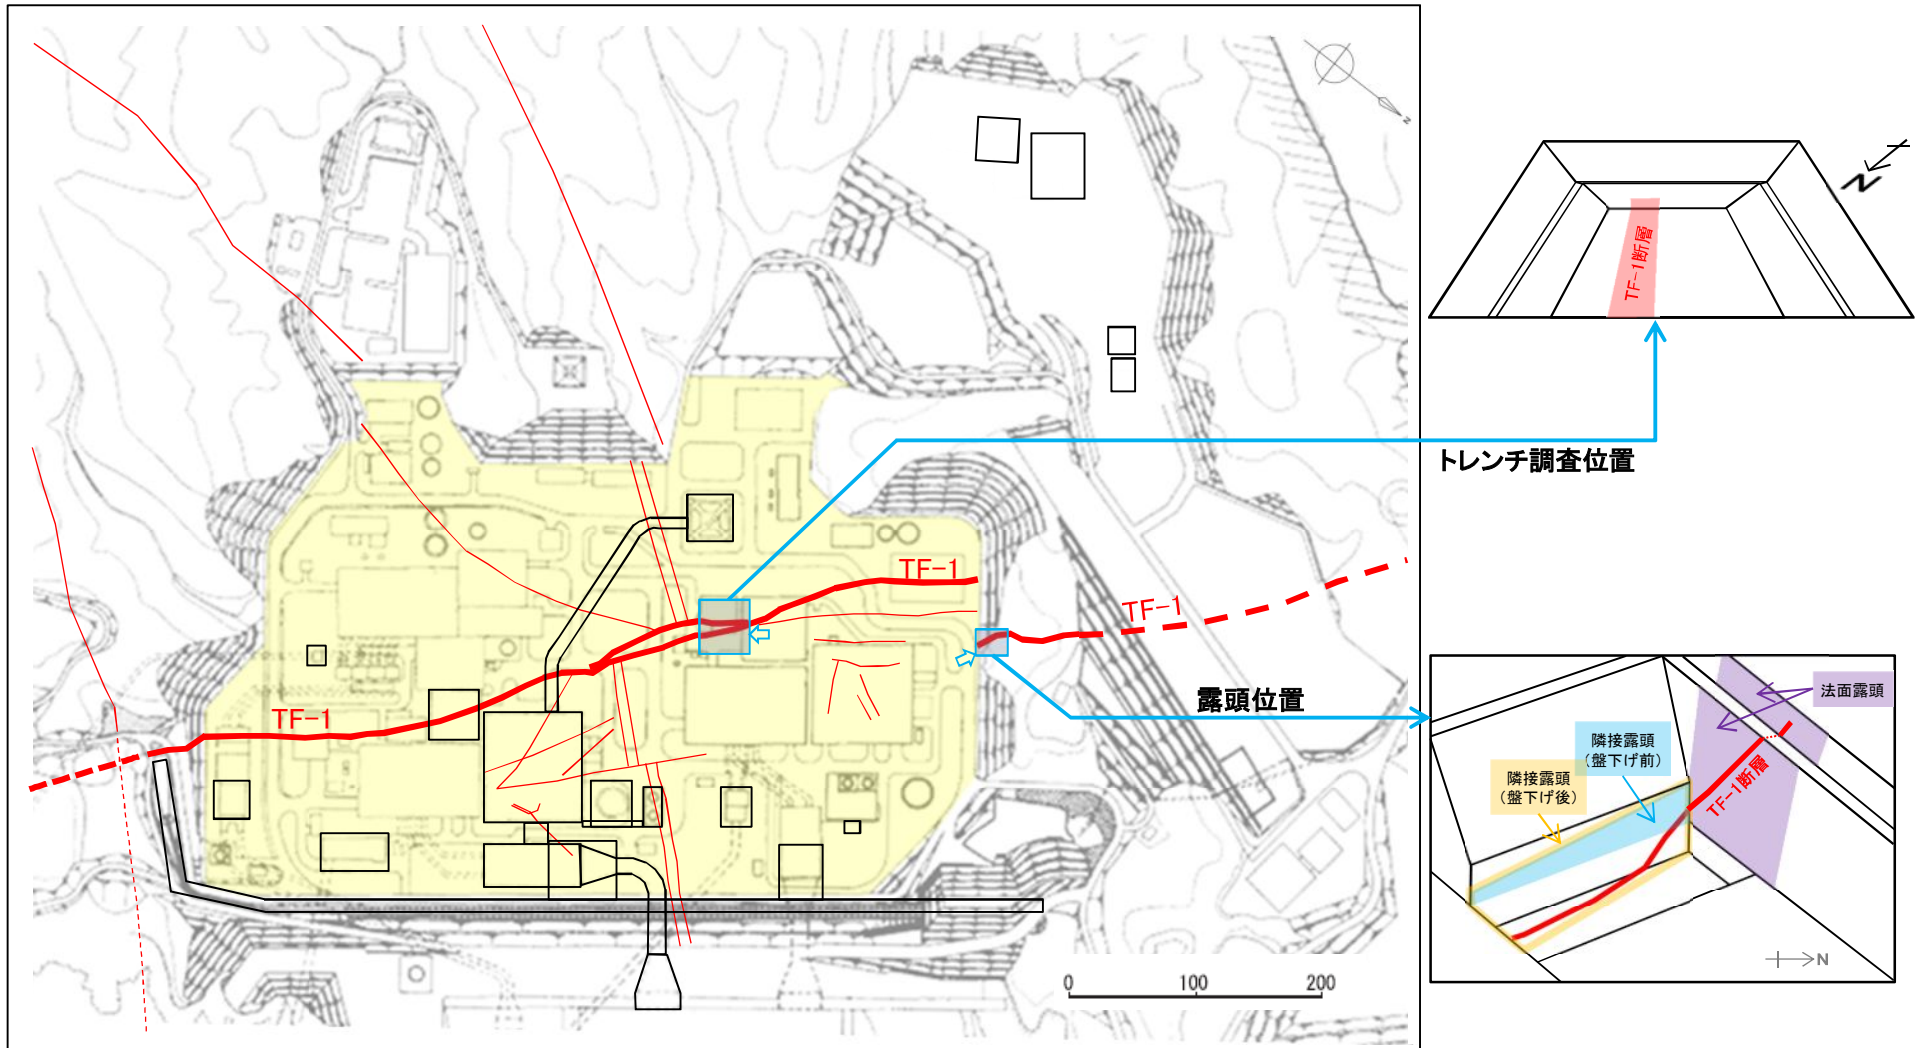 N
TF-1断層
N
トレンチ調査位置
TF-1
TF-1
TF-1
露頭位置
法面露頭
隣接露頭
(盤下げ前)
隣接露頭
(盤下げ後)
TF-1断層
N
0 100 200